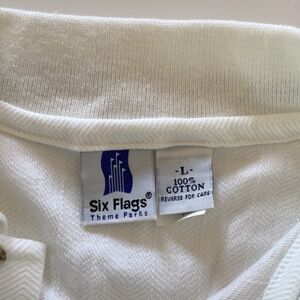 Six Flags®
Theme Parks
-L-
100%
COTTON
REVERSE FOR CARE